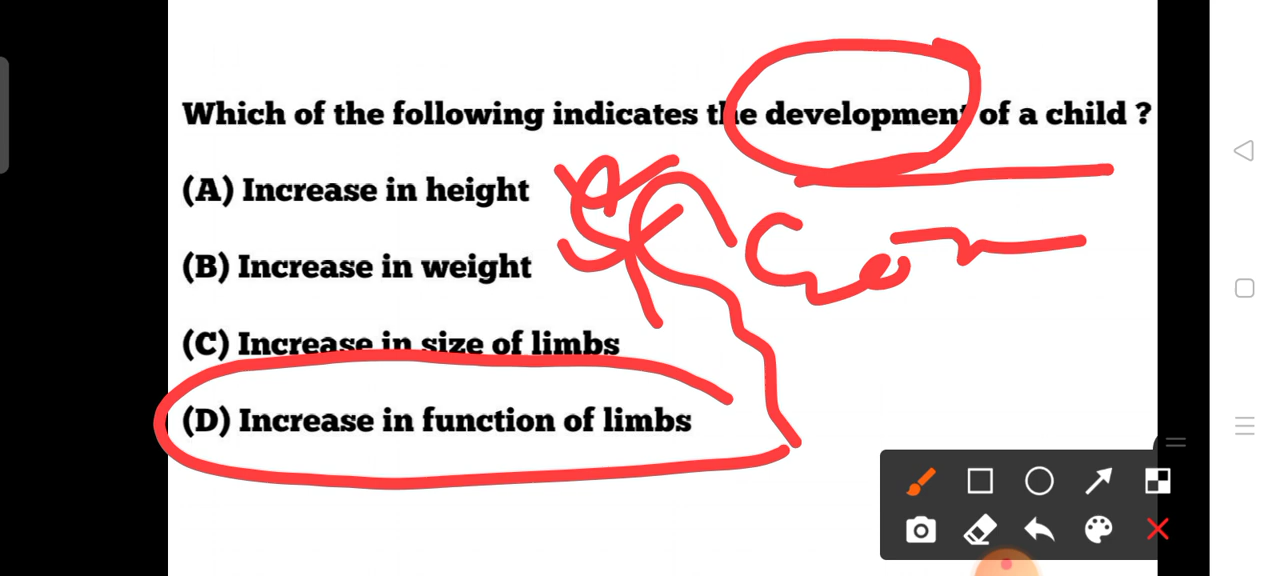 Which of the following indicates the development of a child ?
(A) Increase in height
(B) Increase in weight
(C) Increase in size of limbs
(D) Increase in function of limbs